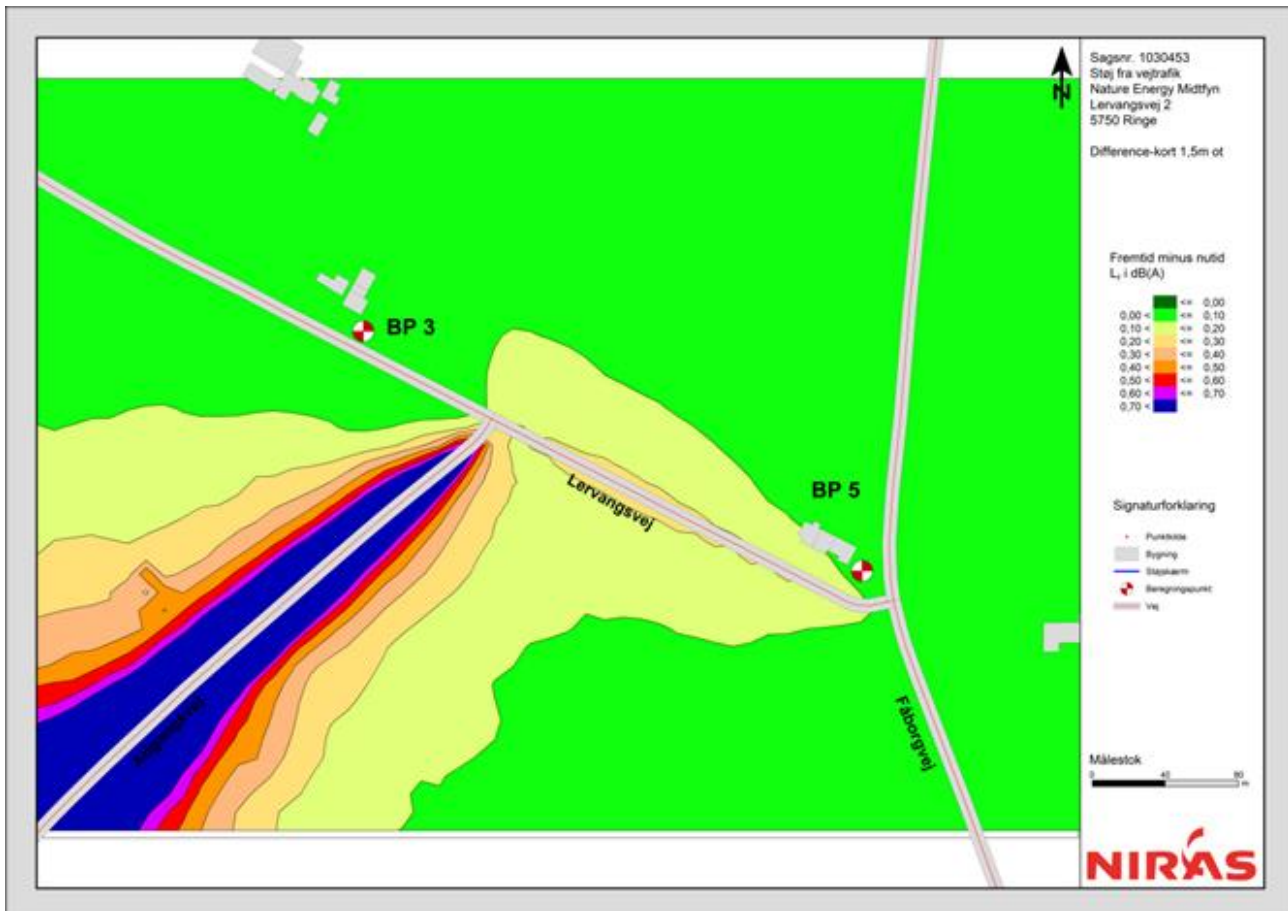 Sagsnr. 1030453
Støj fra vejtrafik
Nature Energy Midtfyn
Lervangsvej 2
5750 Ringe
Difference-kort 1,5m ot
N
BP 3
BP 5
Lervangsvej
Fåborgvej
Fremtid minus nutid
i dB(A)
<= 0,00
0,00 < <= 0,10
0,10 < <= 0,20
0,20 < <= 0,30
0,30 < <= 0,40
0,40 < <= 0,50
0,50 < <= 0,60
0,60 < <= 0,70
0,70 <
Signaturforklaring
Punktkilde
Bygning
Støjskærm
Beregningspunkt
Vej
Målestok
0 40 80
m
NIRAS